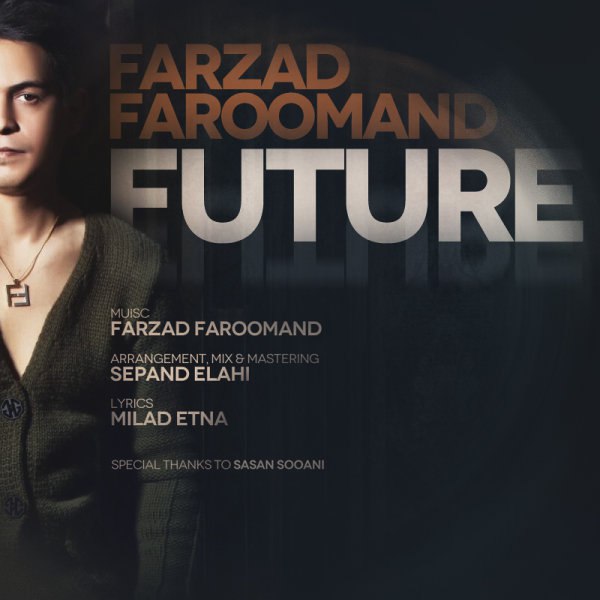 FARZAD
FAROOMAND
FUTURE
MUISC
FARZAD FAROOMAND
ARRANGEMENT, MIX & MASTERING
SEPAND ELAHI
LYRICS
MILAD ETNA
SPECIAL THANKS TO SASAN SOOANI